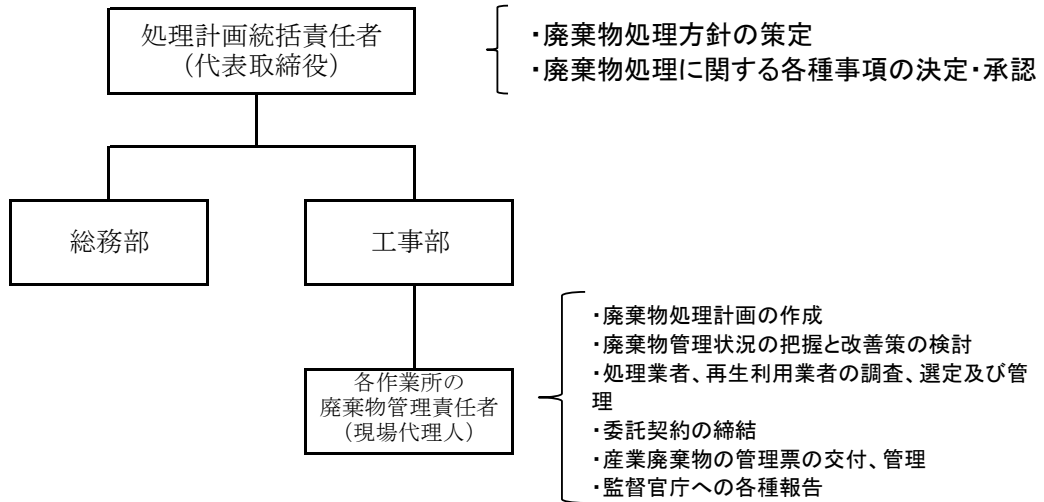 処理計画統括責任者
（代表取締役）
・廃棄物処理方針の策定
・廃棄物処理に関する各種事項の決定・承認
総務部
工事部
各作業所の
廃棄物管理責任者
（現場代理人）
・廃棄物処理計画の作成
・廃棄物管理状況の把握と改善策の検討
・処理業者、再生利用業者の調査、選定及び管
理
・委託契約の締結
・産業廃棄物の管理票の交付、管理
・監督官庁への各種報告